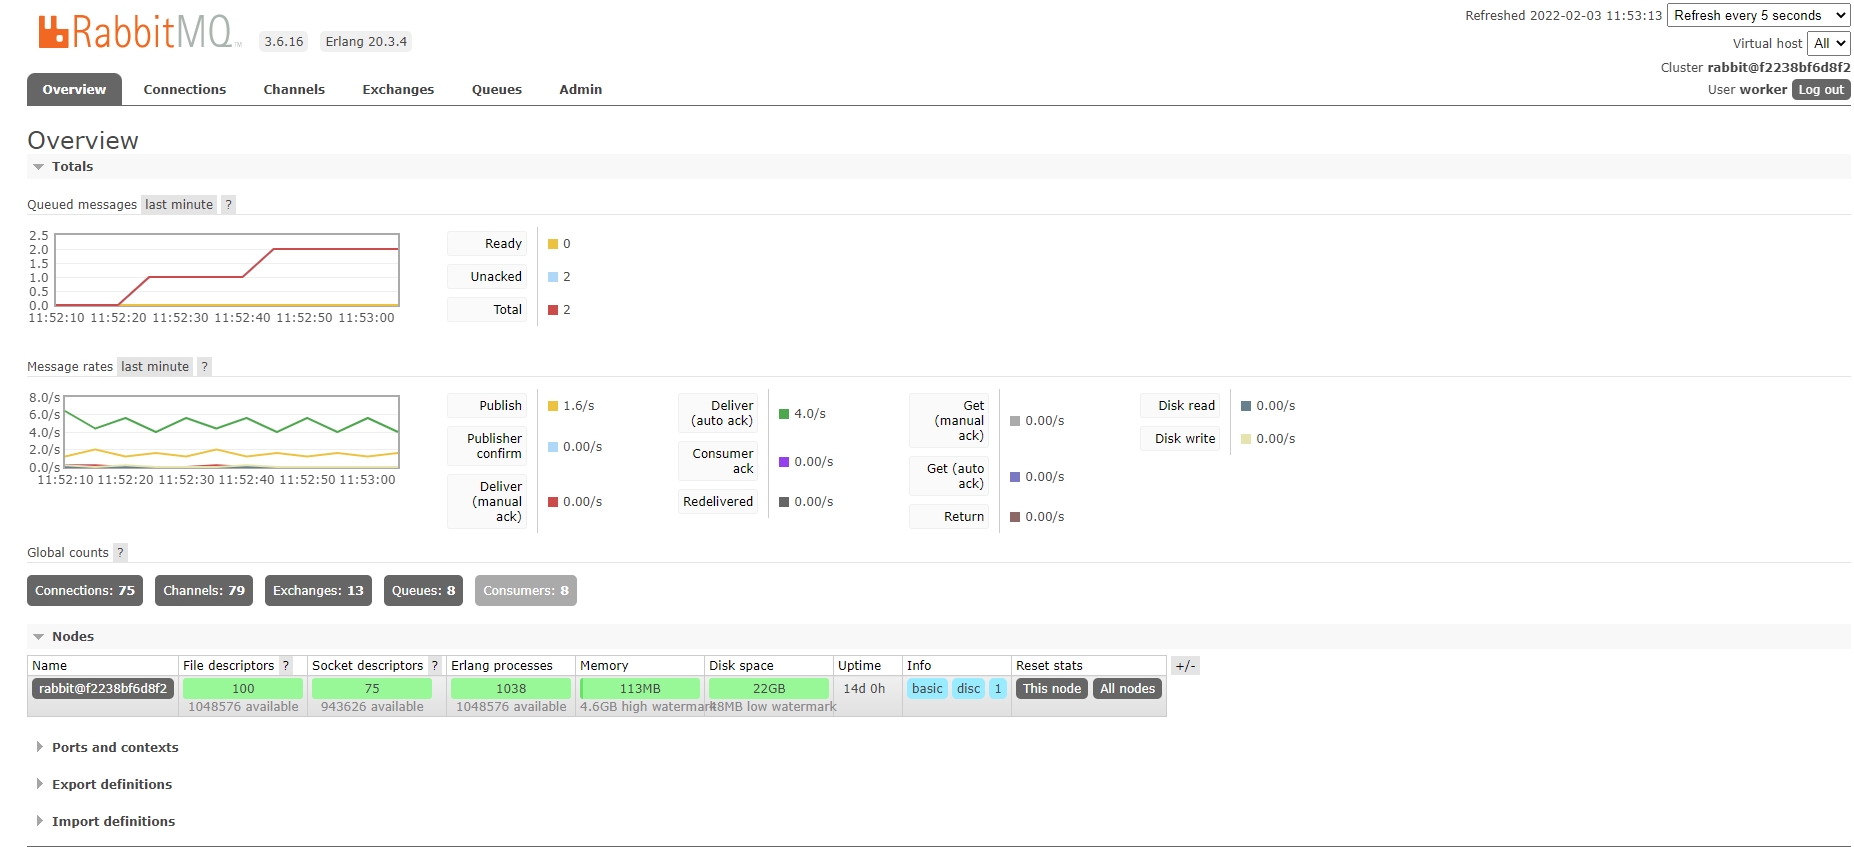 RabbitMQ™ 3.6.16 Erlang 20.3.4
Refreshed 2022-02-03 11:53:13 Refresh every 5 seconds
Virtual host All
Cluster rabbit@f2238bf6d8f2
User worker Log out
Overview Connections Channels Exchanges Queues Admin
Overview
Totals
Queued messages last minute ?
2.5
2.0
1.5
1.0
0.5
0.0
11:52:10 11:52:20 11:52:30 11:52:40 11:52:50 11:53:00
Ready 0
Unacked 2
Total 2
Message rates last minute ?
8.0/s
6.0/s
4.0/s
2.0/s
0.0/s
11:52:10 11:52:20 11:52:30 11:52:40 11:52:50 11:53:00
Publish 1.6/s
Publisher
confirm 0.00/s
Deliver
(manual
ack) 0.00/s
Deliver
(auto ack) 4.0/s
Consumer
ack 0.00/s
Redelivered 0.00/s
Get
(manual
ack) 0.00/s
Get (auto
ack) 0.00/s
Return 0.00/s
Disk read 0.00/s
Disk write 0.00/s
Global counts ?
Connections: 75 Channels: 79 Exchanges: 13 Queues: 8 Consumers: 8
Nodes
Name File descriptors ? Socket descriptors ? Erlang processes Memory Disk space Uptime Info Reset stats +/-
rabbit@f2238bf6d8f2 100 75 1038 113MB 22GB 14d 0h basic disc 1 This node All nodes
1048576 available 943626 available 1048576 available 4.6GB high watermark 48MB low watermark
Ports and contexts
Export definitions
Import definitions